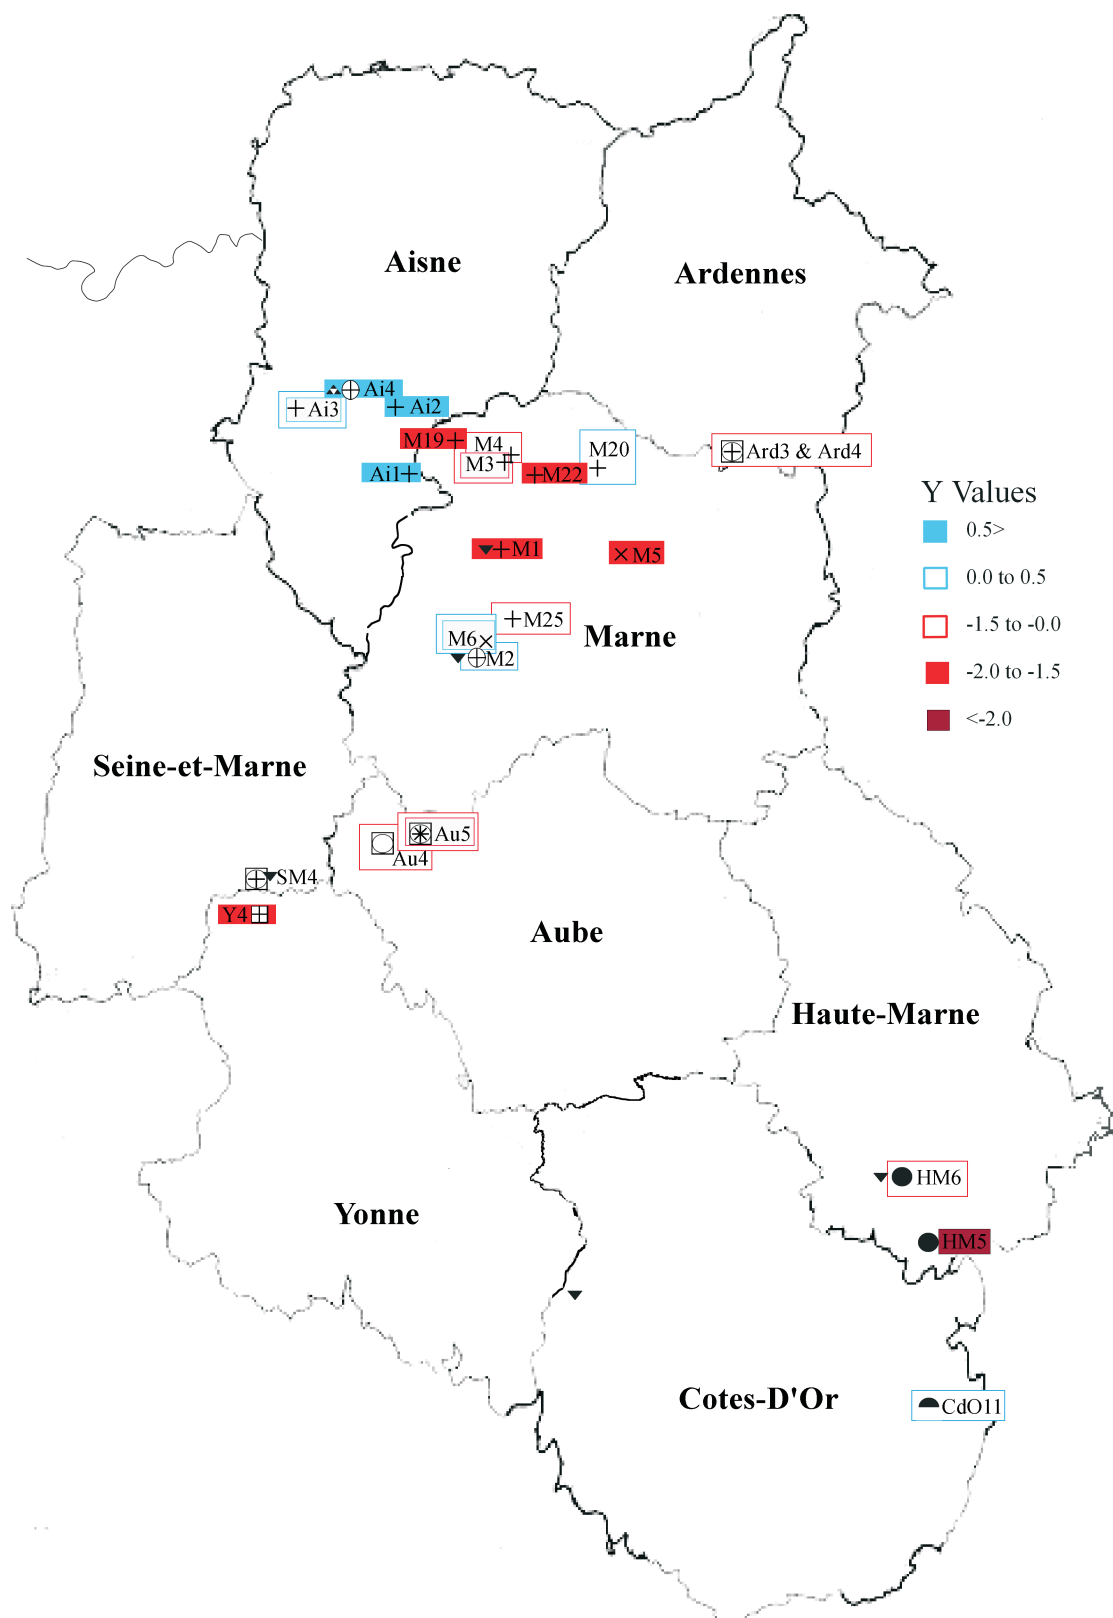 Aisne
Ardennes
Ai4
Ai3
Ai2
M19
M4
M20
Ard3 & Ard4
M3
Ai1
M22
Y Values
0.5>
M1
M5
0.0 to 0.5
M25
-1.5 to -0.0
Marne
M6
M2
-2.0 to -1.5
<-2.0
Seine-et-Marne
Au5
Au4
SM4
Y4
Aube
Haute-Marne
HM6
Yonne
HM5
Cotes-D'Or
CdO11